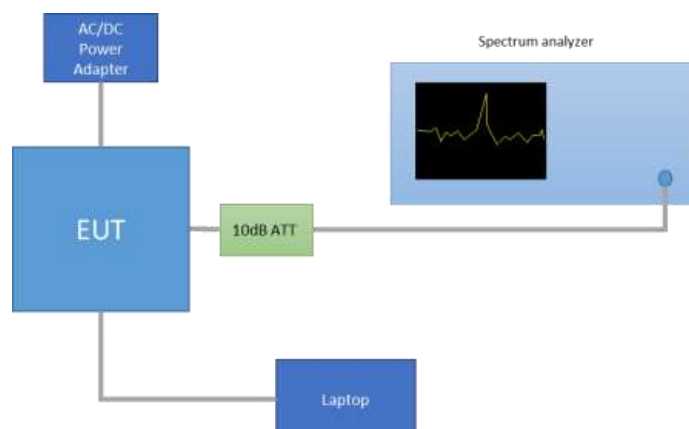 AC/DC
Power
Adapter
Spectrum analyzer
EUT
10dB ATT
Laptop